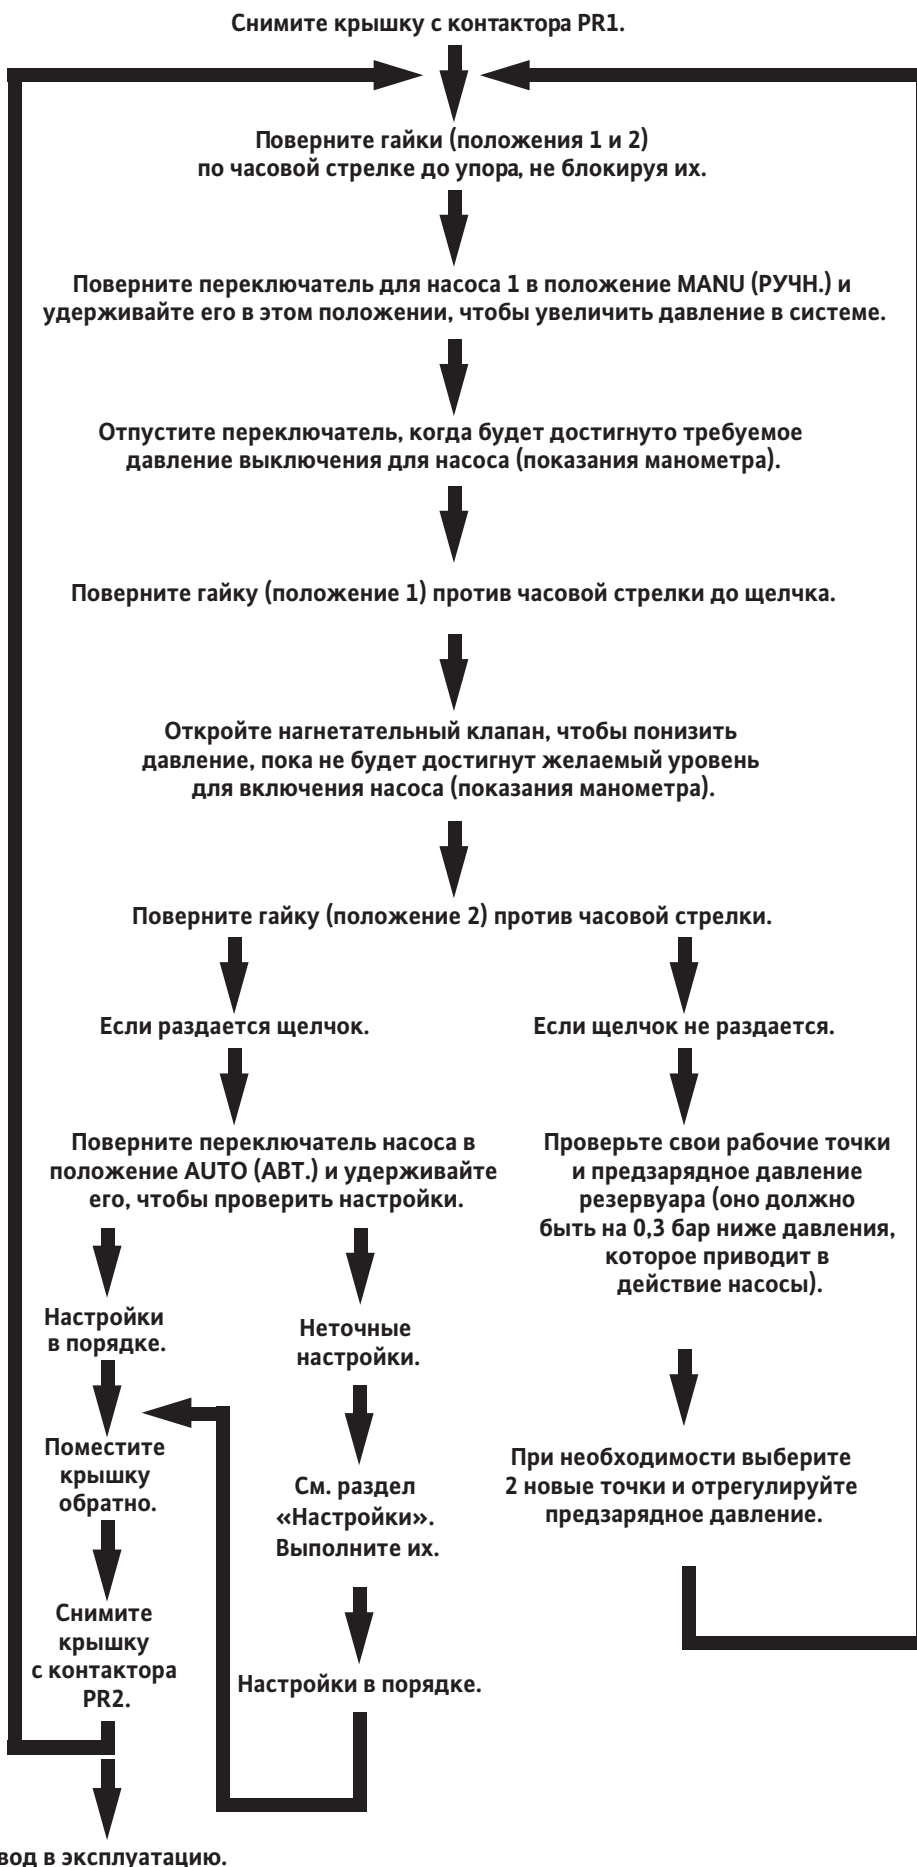 Снимите крышку с контактора PR1.
Поверните гайки (положения 1 и 2)
по часовой стрелке до упора, не блокируя их.
Поверните переключатель для насоса 1 в положение MANU (РУЧН.) и
удерживайте его в этом положении, чтобы увеличить давление в системе.
Отпустите переключатель, когда будет достигнуто требуемое
давление выключения для насоса (показания манометра).
Поверните гайку (положение 1) против часовой стрелки до щелчка.
Откройте нагнетательный клапан, чтобы понизить
давление, пока не будет достигнут желаемый уровень
для включения насоса (показания манометра).
Поверните гайку (положение 2) против часовой стрелки.
Если раздается щелчок.
Если щелчок не раздается.
Поверните переключатель насоса в
положение AUTO (АВТ.) и удерживайте
его, чтобы проверить настройки.
Проверьте свои рабочие точки
и предзарядное давление
резервуара (оно должно
быть на 0,3 бар ниже давления,
которое приводит в
действие насосы).
Настройки
в порядке.
Неточные
настройки.
Поместите
крышку
обратно.
См. раздел
«Настройки».
Выполните их.
При необходимости выберите
2 новые точки и отрегулируйте
предзарядное давление.
Снимите
крышку
с контактора
PR2.
Настройки в порядке.
вод в эксплуатацию.